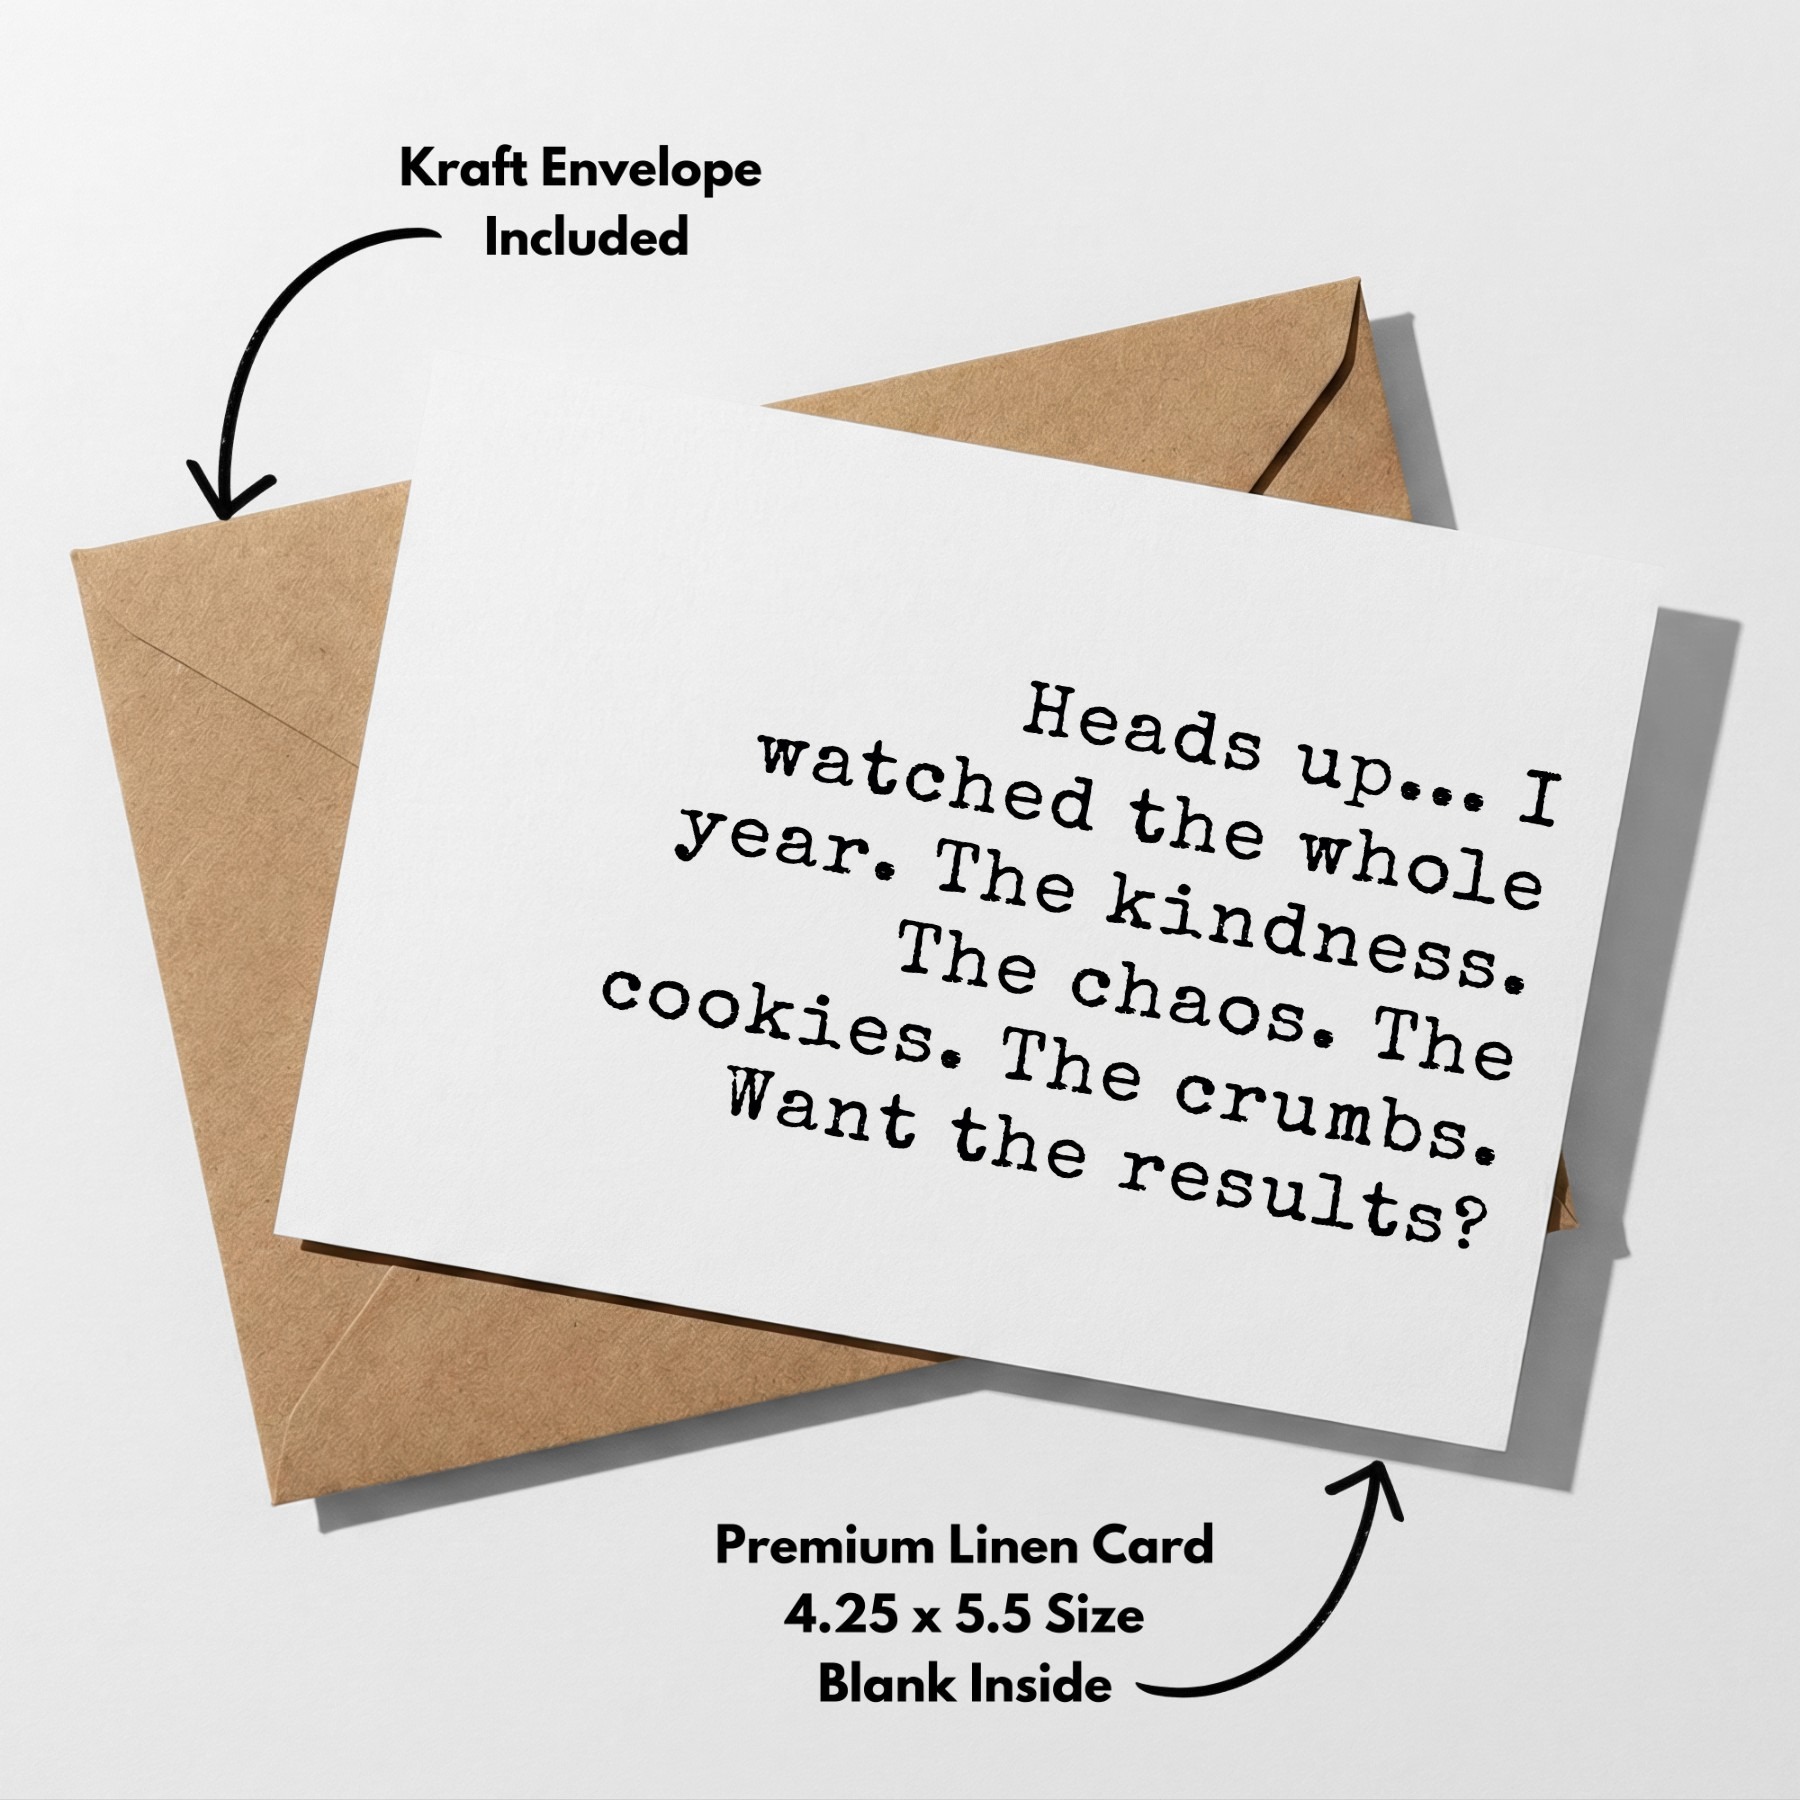 Kraft Envelope
Included
Heads up... I
watched the whole
year. The kindness.
The chaos. The
cookies. The crumbs.
Want the results?
Premium Linen Card
4.25 x 5.5 Size
Blank Inside